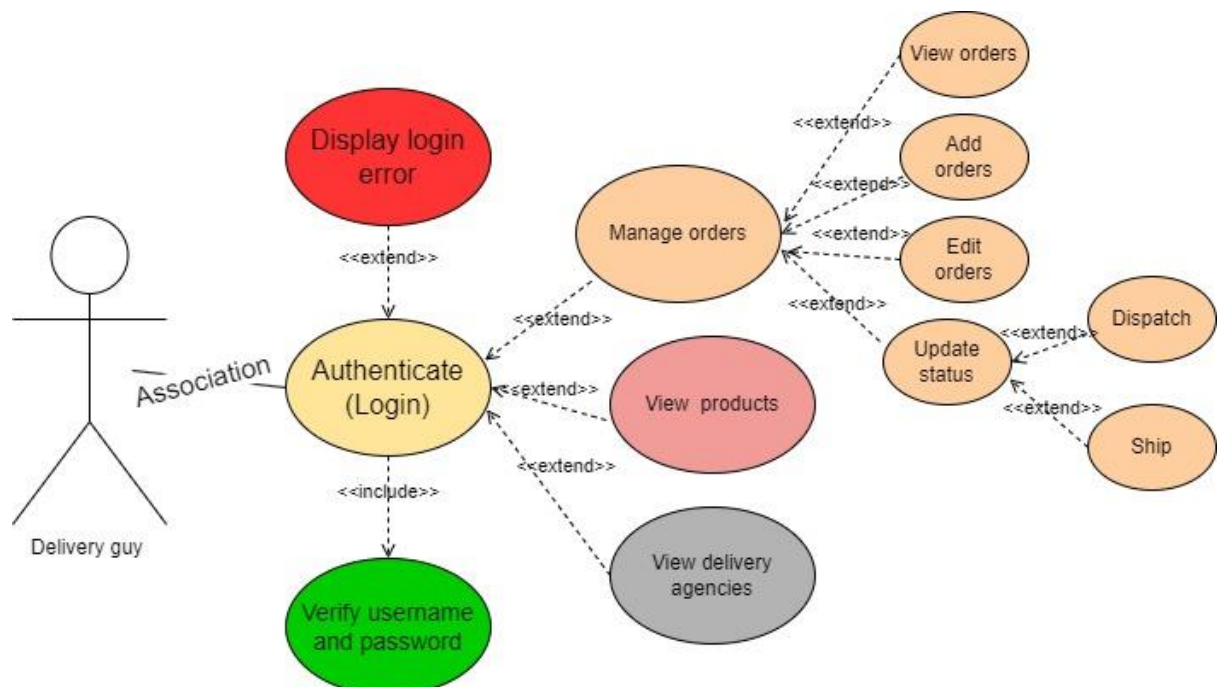 View orders
<<extend>>
Display login
error
Add
orders
<<extend>>
Manage orders
<<extend>>
Edit
orders
<<extend>>
<<extend>>
Dispatch
<<extend>>
<<extend>>
Update
status
Association
Authenticate
(Login)
<<extend>>
View products
<<extend>>
Ship
<<extend>>
<<include>>
Delivery guy
View delivery
agencies
Verify username
and password